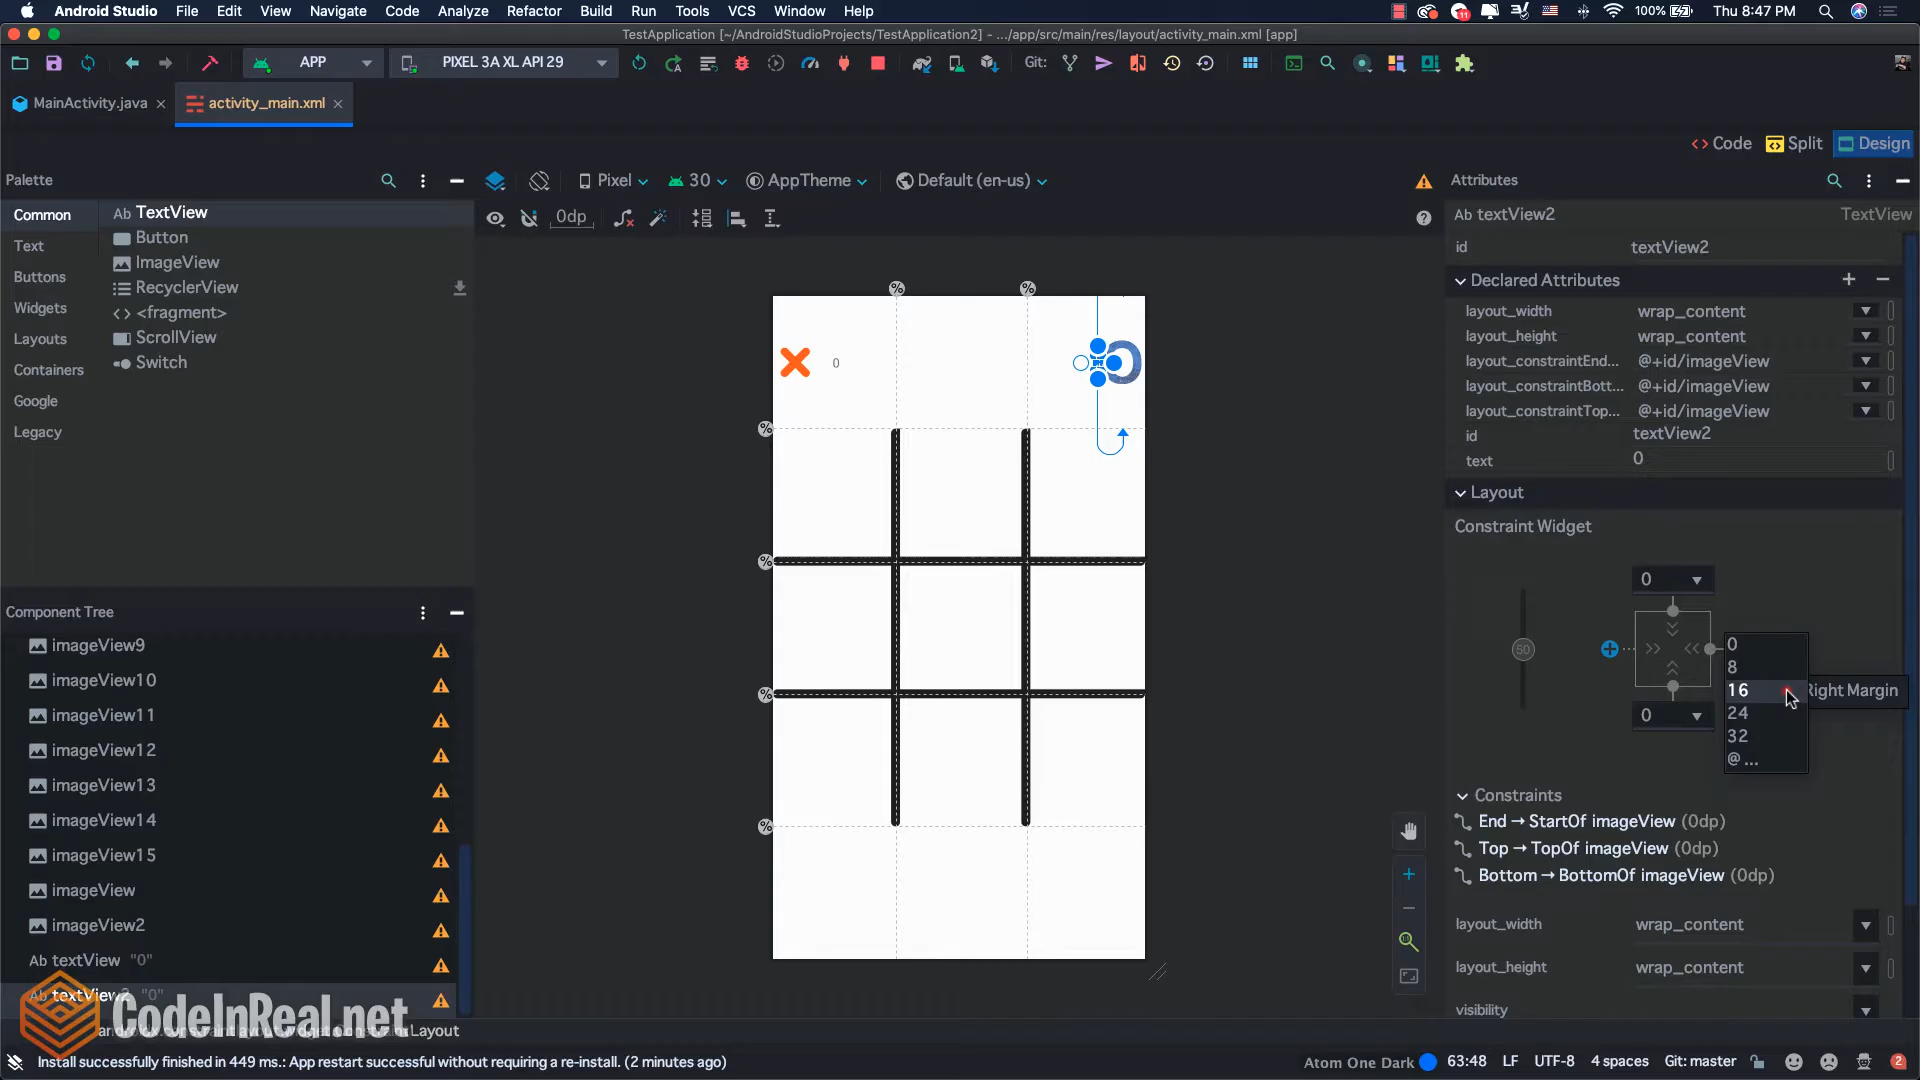 Android Studio File Edit View Navigate Code Analyze Refactor Build Run Tools VCS Window Help 11 100% Thu 8:47 PM
TestApplication [~/AndroidStudioProjects/TestApplication2] - .../app/src/main/res/layout/activity_main.xml [app]
APP PIXEL 3A XL API 29 Git:
MainActivity.java activity_main.xml
Code Split Design
Palette Pixel 30 AppTheme Default (en-us) Attributes
Common Ab TextView
Text Button
Buttons ImageView
Widgets RecyclerView
Layouts <fragment>
Containers ScrollView
Google Switch
Legacy
0dp
Ab textView2 TextView
id textView2
Declared Attributes
layout_width wrap_content
layout_height wrap_content
layout_constraintEnd... @+id/imageView
layout_constraintBott... @+id/imageView
layout_constraintTop... @+id/imageView
id textView2
text 0
Layout
Constraint Widget
0
50
0
0
8
16 Right Margin
24
32
@ ...
Constraints
End → StartOf imageView (0dp)
Top → TopOf imageView (0dp)
Bottom → BottomOf imageView (0dp)
layout_width wrap_content
layout_height wrap_content
visibility
% %
0
%
%
%
%
Component Tree
imageView9
imageView10
imageView11
imageView12
imageView13
imageView14
imageView15
imageView
imageView2
Ab textView "0"
Ab textView2 "0"
CodeInReal.net
Install successfully finished in 449 ms.: App restart successful without requiring a re-install. (2 minutes ago)
Atom One Dark 63:48 LF UTF-8 4 spaces Git: master 2